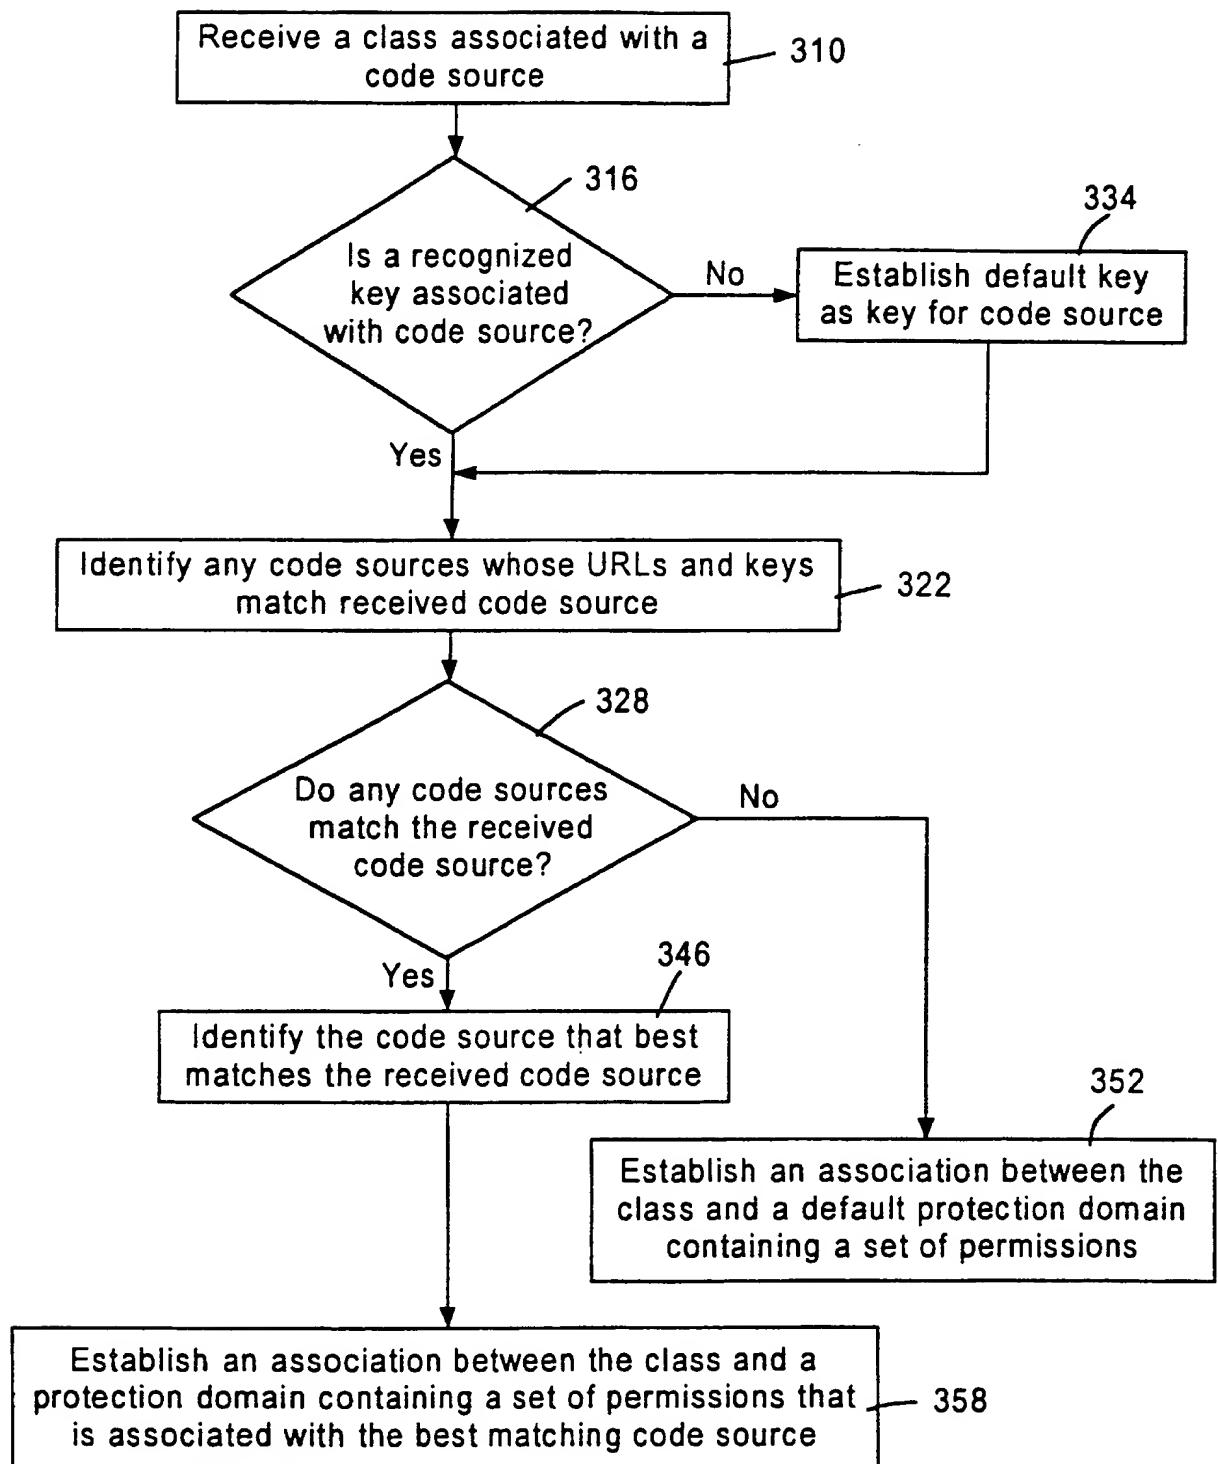 Receive a class associated with a
code source
310
316
Is a recognized
key associated
with code source?
No
334
Establish default key
as key for code source
Yes
Identify any code sources whose URLs and keys
match received code source
322
328
Do any code sources
match the received
code source?
No
Yes
346
Identify the code source that best
matches the received code source
352
Establish an association between the
class and a default protection domain
containing a set of permissions
Establish an association between the class and a
protection domain containing a set of permissions that
is associated with the best matching code source
358